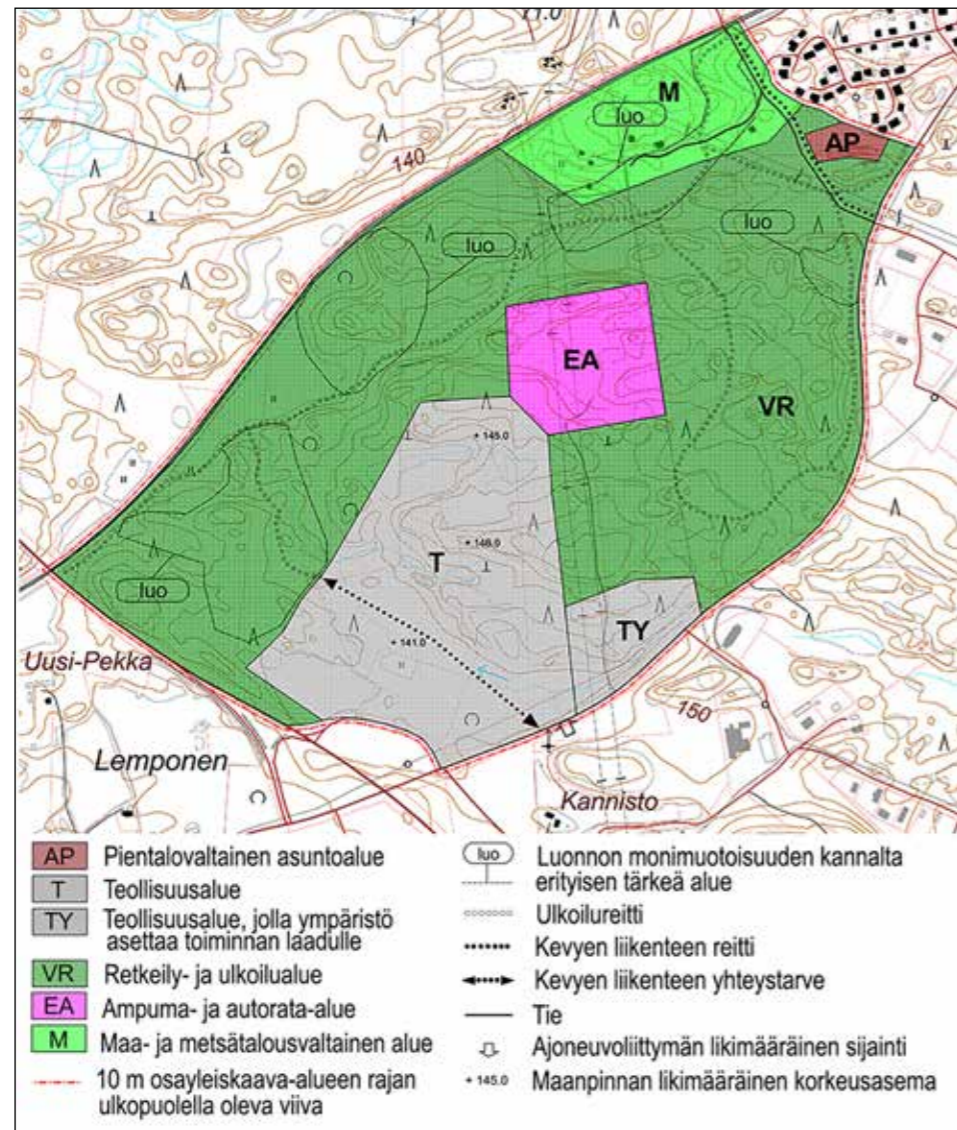 71.0
M
luo
AP
140
luo
luo
EA
VR
+ 145.0
+ 146.0
T
luo
TY
+ 141.0
Uusi-Pekka
150
Lemponen
Kannisto
AP Pientalovaltainen asuntoalue
T Teollisuusalue
TY Teollisuusalue, jolla ympäristö
asettaa toiminnan laadulle
VR Retkeily- ja ulkoilualue
EA Ampuma- ja autorata-alue
M Maa- ja metsätalousvaltainen alue
10 m osayleiskaava-alueen rajan
ulkopuolella oleva viiva
luo Luonnon monimuotoisuuden kannalta
erityisen tärkeä alue
Ulkoilureitti
Kevyen liikenteen reitti
Kevyen liikenteen yhteystarve
Tie
Ajoneuvoliittymän likimääräinen sijainti
+ 145.0 Maanpinnan likimääräinen korkeusasema